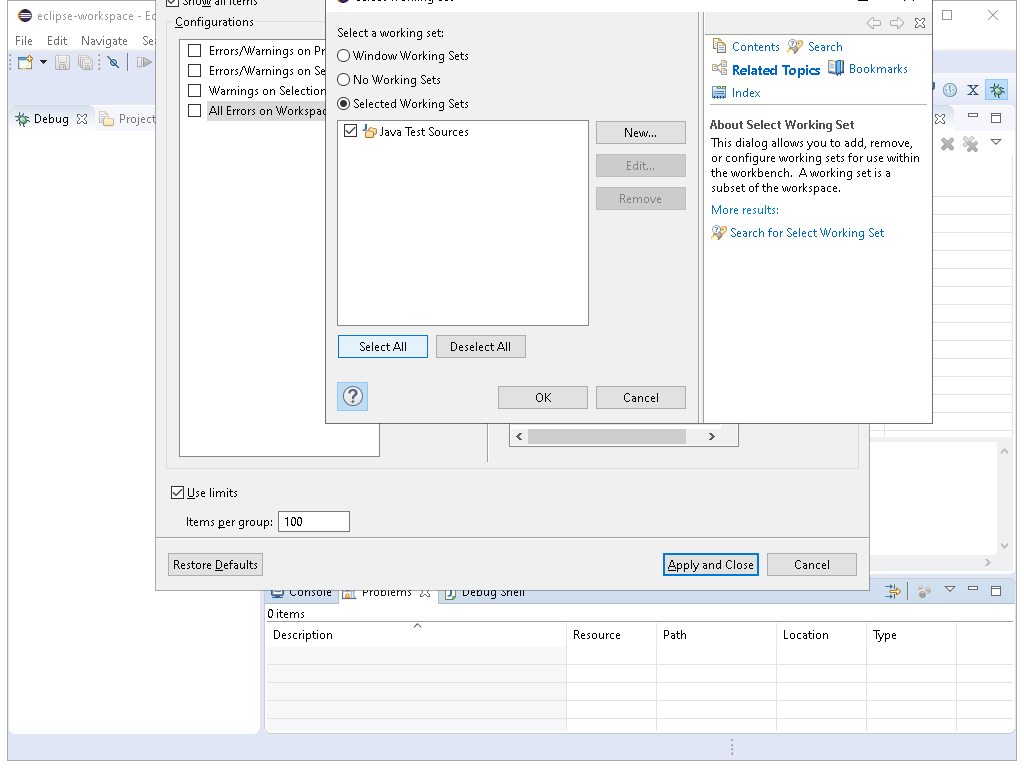 eclipse-workspace - Ec
File Edit Navigate Se
Debug
Project
Show all items
Configurations
Errors/Warnings on Pr
Errors/Warnings on Se
Warnings on Selection
All Errors on Workspac
Select a working set:
Window Working Sets
No Working Sets
Selected Working Sets
Java Test Sources
New...
Edit...
Remove
Select All
Deselect All
OK
Cancel
Contents
Search
Related Topics
Bookmarks
Index
About Select Working Set
This dialog allows you to add, remove,
or configure working sets for use within
the workbench. A working set is a
subset of the workspace.
More results:
Search for Select Working Set
Use limits
Items per group: 100
Restore Defaults
Apply and Close
Cancel
Console
Problems
Debug Shell
0 items
Description Resource Path Location Type